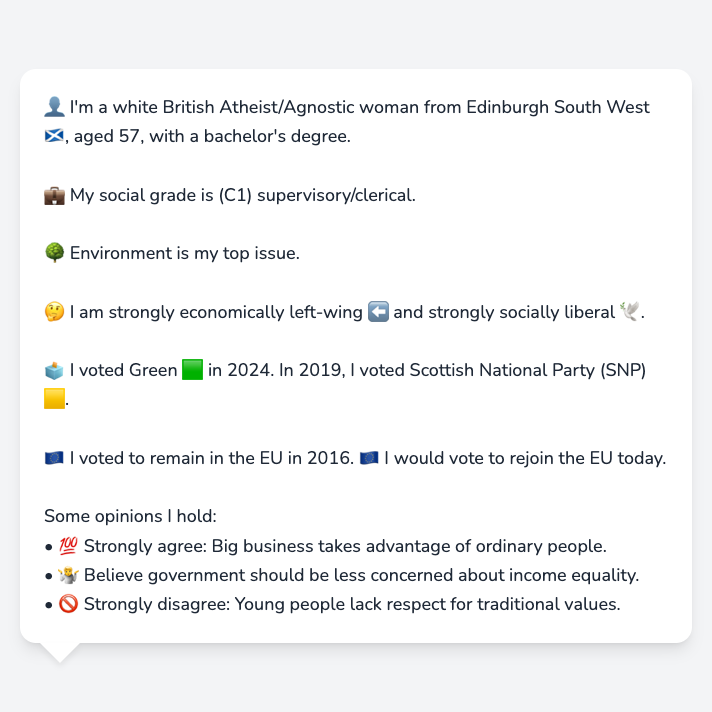 👤 I'm a white British Atheist/Agnostic woman from Edinburgh South West
🏴󠁧󠁢󠁳󠁣󠁴󠁿, aged 57, with a bachelor's degree.
💼 My social grade is (C1) supervisory/clerical.
🌳 Environment is my top issue.
🤔 I am strongly economically left-wing ⬅️ and strongly socially liberal 🕊️.
🗳️ I voted Green 🟩 in 2024. In 2019, I voted Scottish National Party (SNP)
🟨.
🇪🇺 I voted to remain in the EU in 2016. 🇪🇺 I would vote to rejoin the EU today.
Some opinions I hold:
• 💯 Strongly agree: Big business takes advantage of ordinary people.
• 🤷 Believe government should be less concerned about income equality.
• 🚫 Strongly disagree: Young people lack respect for traditional values.